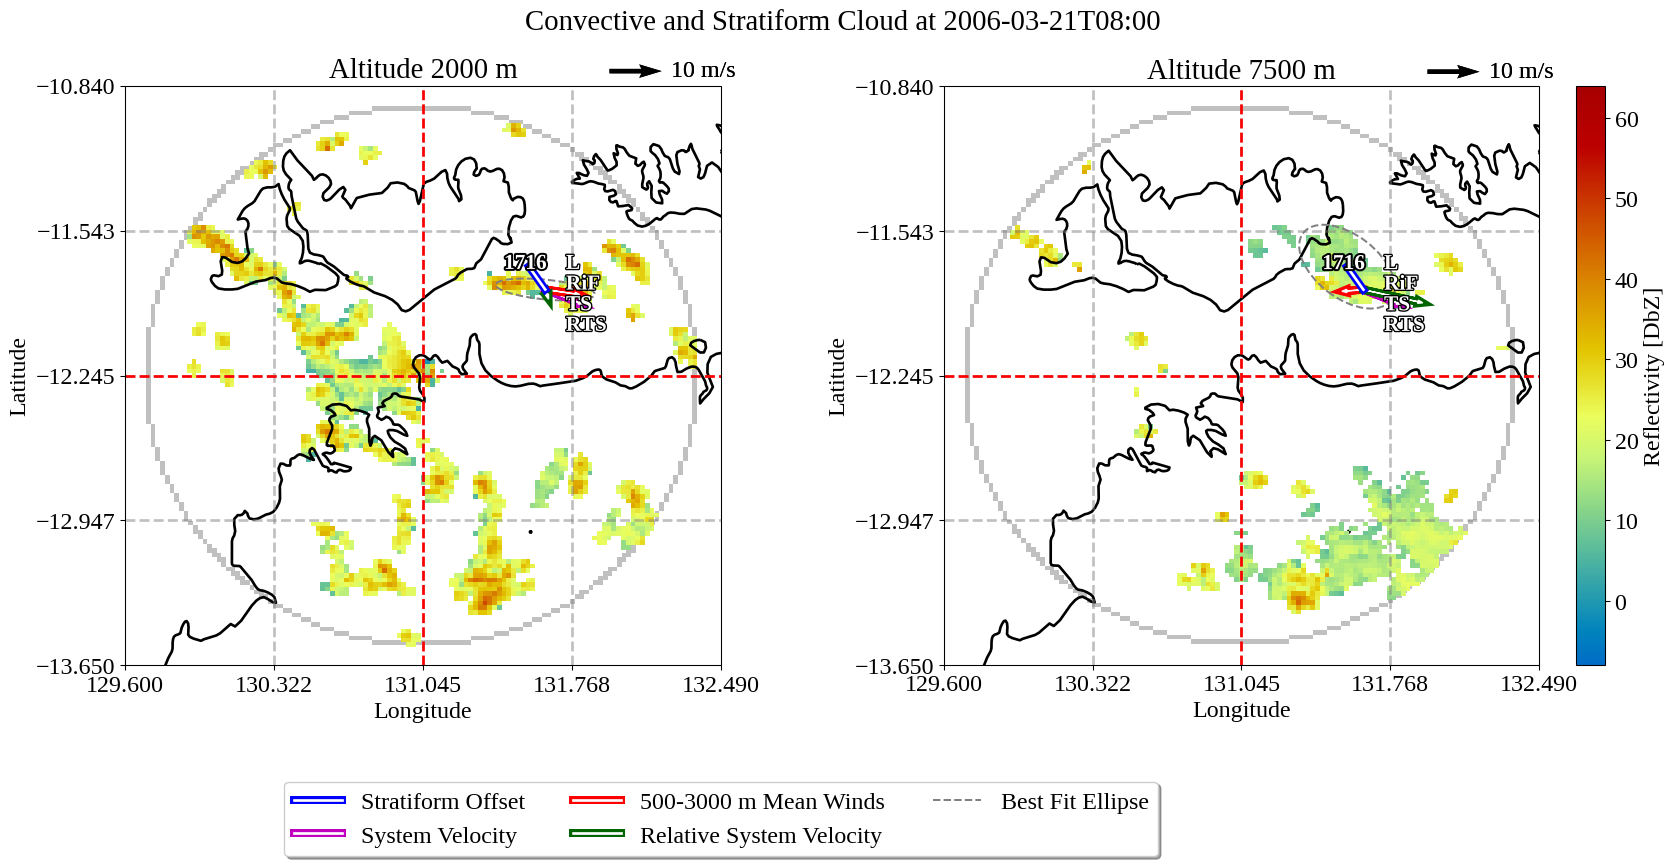 Convective and Stratiform Cloud at 2006-03-21T08:00
Altitude 2000 m
10 m/s
Altitude 7500 m
10 m/s
−10.840
−11.543
−12.245
−12.947
−13.650
Latitude
129.600
130.322
131.045
131.768
132.490
Longitude
1716
L
RiF
TS
RTS
−10.840
−11.543
−12.245
−12.947
−13.650
Latitude
129.600
130.322
131.045
131.768
132.490
Longitude
1716
L
RiF
TS
RTS
60
50
40
30
20
10
0
Reflectivity [DbZ]
Stratiform Offset
System Velocity
500-3000 m Mean Winds
Relative System Velocity
Best Fit Ellipse